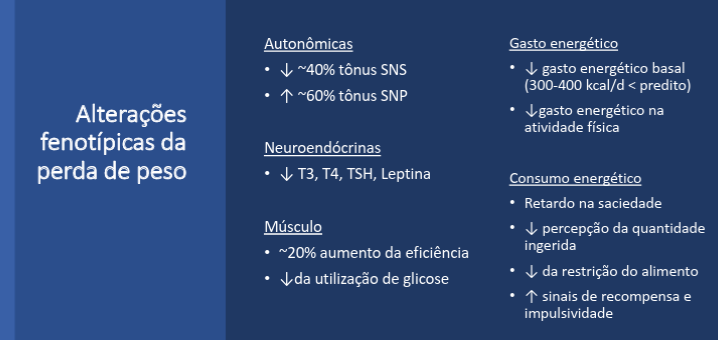 Alterações
fenotípicas da
perda de peso
Autonômicas
• ↓ ~40% tônus SNS
• ↑ ~60% tônus SNP
Neuroendócrinas
• ↓ T3, T4, TSH, Leptina
Músculo
• ~20% aumento da eficiência
• ↓da utilização de glicose
Gasto energético
• ↓ gasto energético basal
(300-400 kcal/d < predito)
• ↓gasto energético na
atividade física
Consumo energético
• Retardo na saciedade
• ↓ percepção da quantidade
ingerida
• ↓ da restrição do alimento
• ↑ sinais de recompensa e
impulsividade